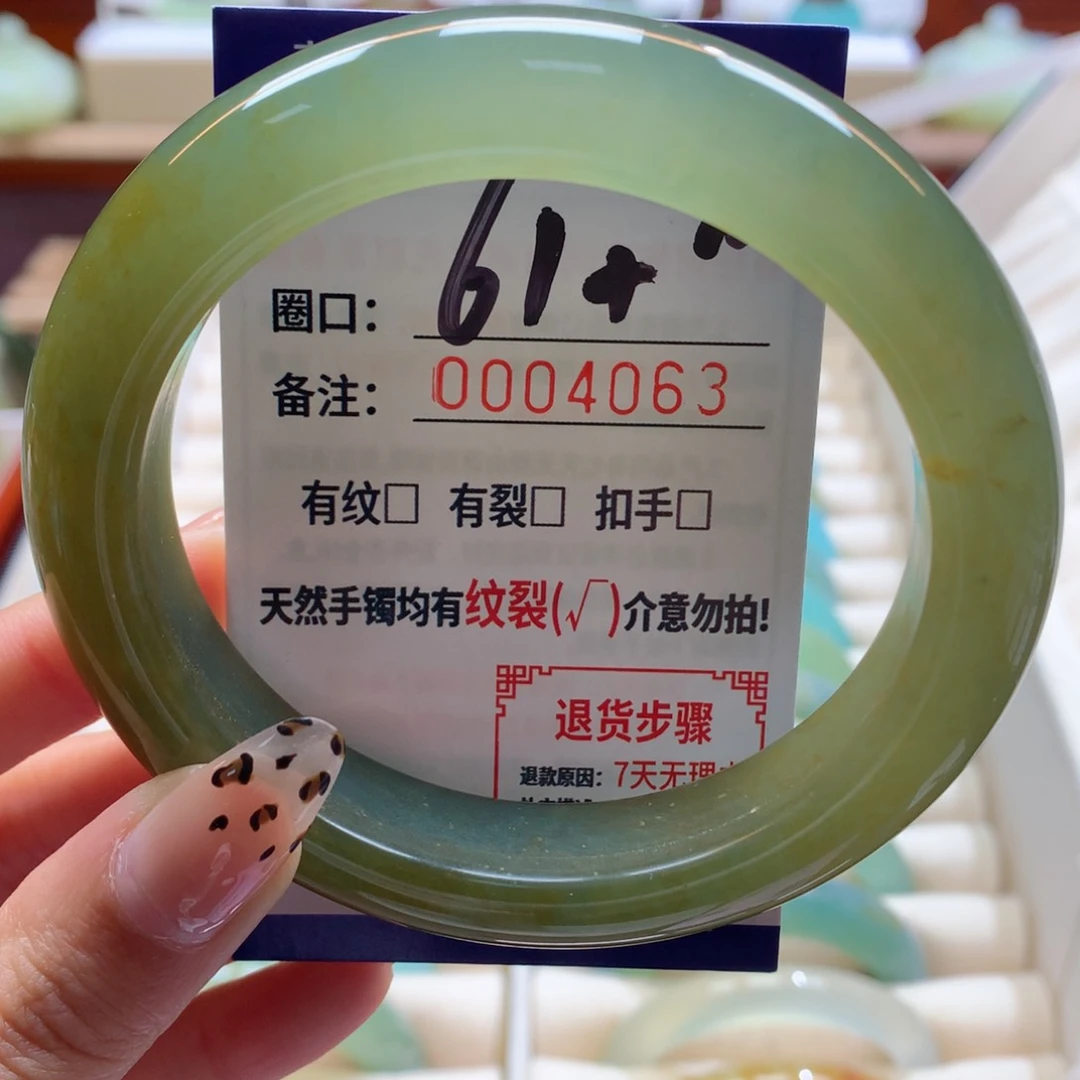 圈口： 61+
备注： 0004063
有纹□ 有裂□ 扣手□
天然手镯均有纹裂(√)介意勿拍!
退货步骤
退款原因：7天无理